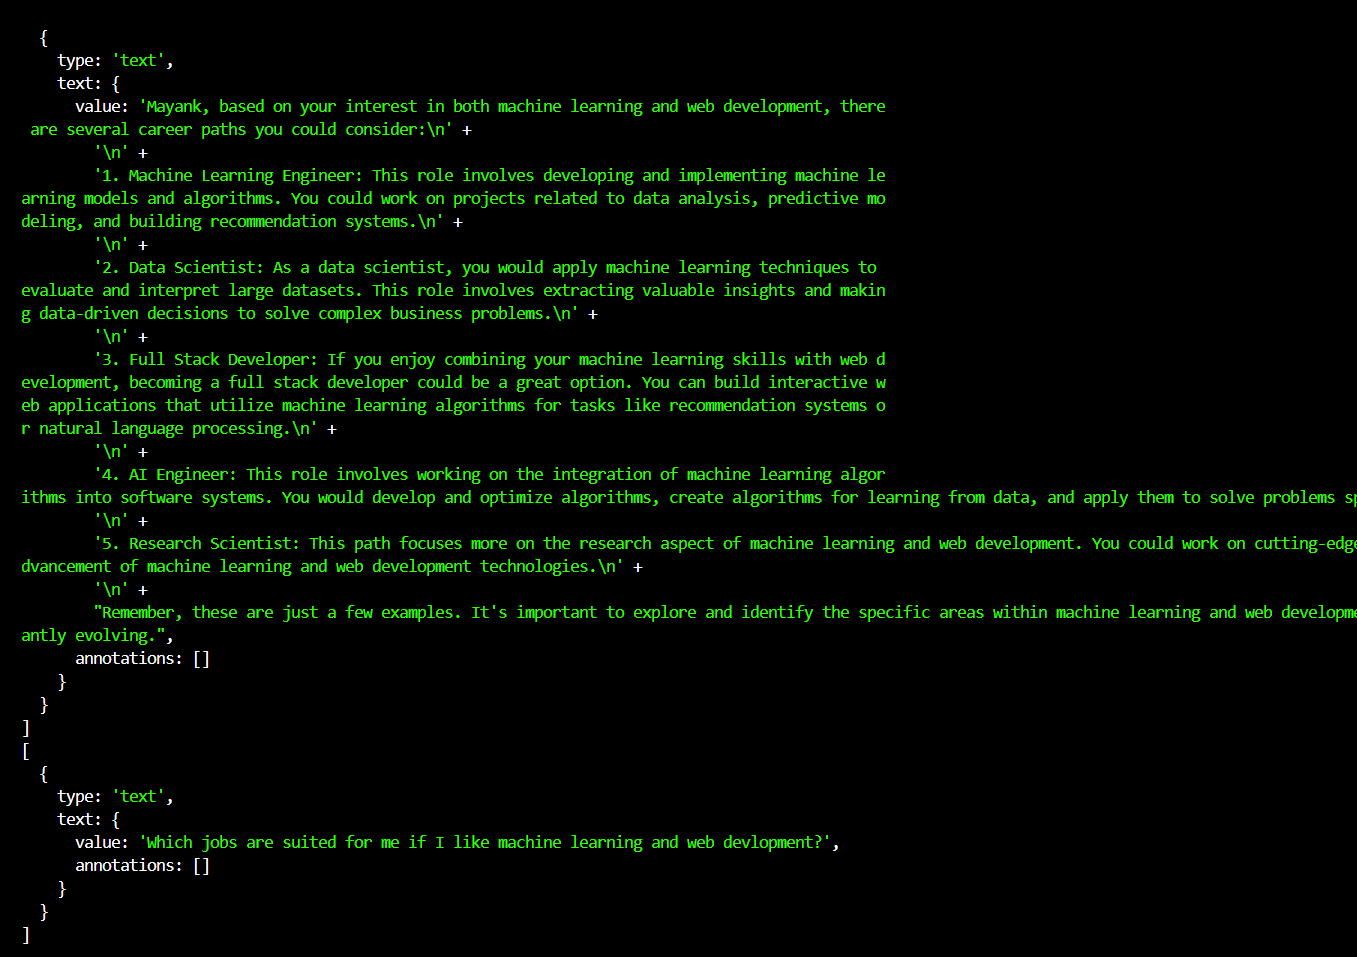 {
type: 'text',
text: {
value: 'Mayank, based on your interest in both machine learning and web development, there
are several career paths you could consider:\n' +
'\n' +
'1. Machine Learning Engineer: This role involves developing and implementing machine le
arning models and algorithms. You could work on projects related to data analysis, predictive mo
deling, and building recommendation systems.\n' +
'\n' +
'2. Data Scientist: As a data scientist, you would apply machine learning techniques to
evaluate and interpret large datasets. This role involves extracting valuable insights and makin
g data-driven decisions to solve complex business problems.\n' +
'\n' +
'3. Full Stack Developer: If you enjoy combining your machine learning skills with web d
evelopment, becoming a full stack developer could be a great option. You can build interactive w
eb applications that utilize machine learning algorithms for tasks like recommendation systems o
r natural language processing.\n' +
'\n' +
'4. AI Engineer: This role involves working on the integration of machine learning algor
ithms into software systems. You would develop and optimize algorithms, create algorithms for learning from data, and apply them to solve problems sp
'\n' +
'5. Research Scientist: This path focuses more on the research aspect of machine learning and web development. You could work on cutting-edge
dvancement of machine learning and web development technologies.\n' +
'\n' +
"Remember, these are just a few examples. It's important to explore and identify the specific areas within machine learning and web developme
antly evolving.",
annotations: []
}
}
]
[
{
type: 'text',
text: {
value: 'Which jobs are suited for me if I like machine learning and web devlopment?',
annotations: []
}
}
]